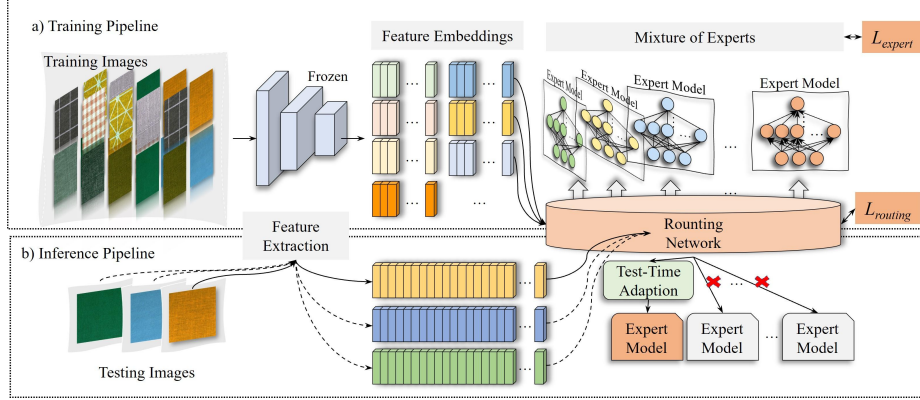 a) Training Pipeline
Training Images
Frozen
Feature Embeddings
Mixture of Experts
L_expert
Expert Model
Expert Model
Expert Model
Expert Model
...
...
...
...
...
...
...
...
...
...
Rounting
Network
L_routing
Feature
Extraction
b) Inference Pipeline
Testing Images
...
...
...
Test-Time
Adaption
...
Expert
Model
Expert
Model
...
Expert
Model